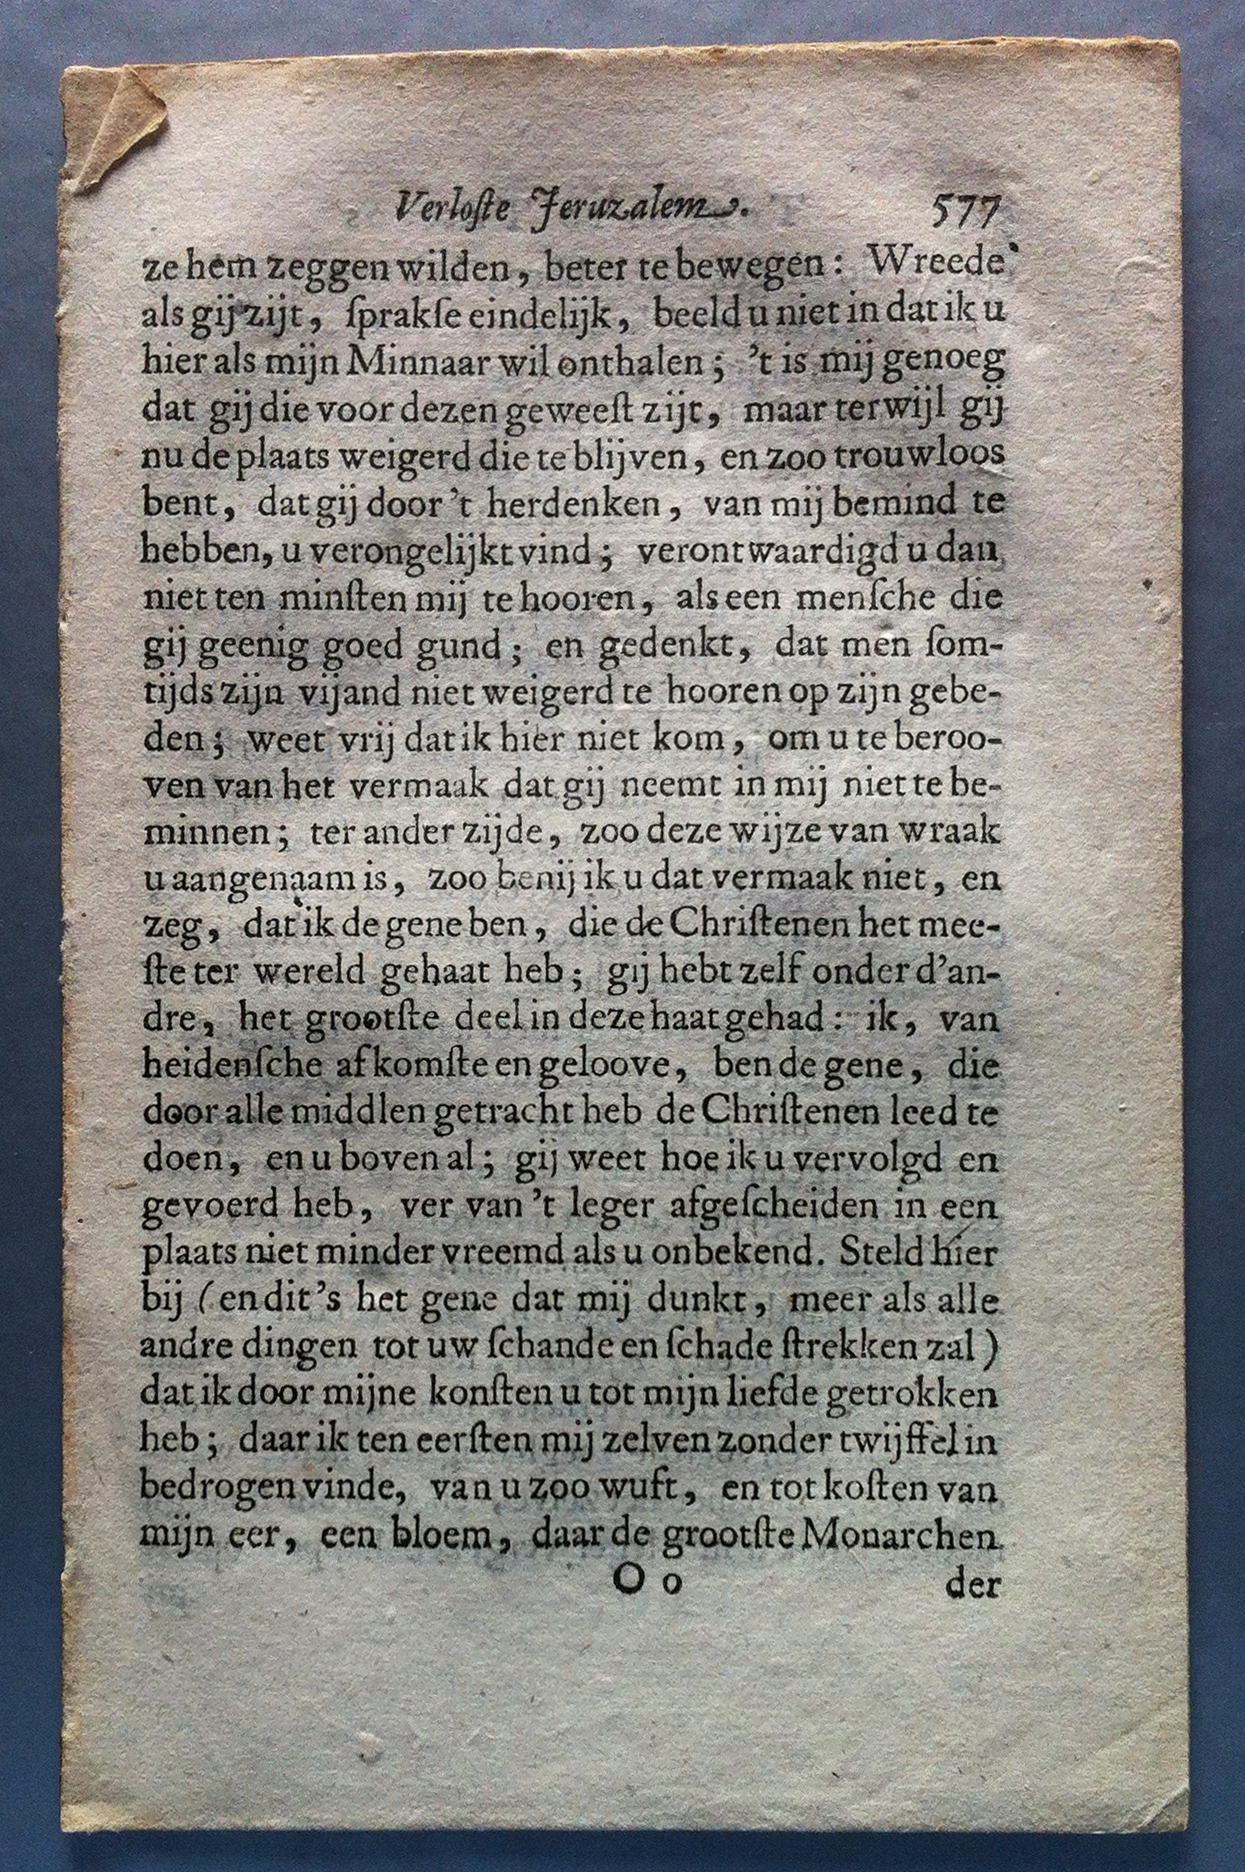 Verloſte Jeruzalem. 577
ze hem zeggen wilden, beter te bewegen: Wreede
als gij zijt, ſprakſe eindelijk, beeld u niet in dat ik u
hier als mijn Minnaar wil onthalen; 't is mij genoeg
dat gij die voor dezen geweeſt zijt, maar terwijl gij
nu de plaats weigerd die te blijven, en zoo trouwloos
bent, dat gij door 't herdenken, van mij bemind te
hebben, u verongelijkt vind; verontwaardigd u dan
niet ten minſten mij te hooren, als een menſche die
gij geenig goed gund; en gedenkt, dat men ſom-
tijds zijn vijand niet weigerd te hooren op zijn gebe-
den; weet vrij dat ik hier niet kom, om u te beroo-
ven van het vermaak dat gij neemt in mij niet te be-
minnen; ter ander zijde, zoo deze wijze van wraak
u aangenaam is, zoo benij ik u dat vermaak niet, en
zeg, dat ik de gene ben, die de Chriſtenen het mee-
ſte ter wereld gehaat heb; gij hebt zelf onder d'an-
dre, het grootſte deel in deze haat gehad: ik, van
heidenſche afkomſte en geloove, ben de gene, die
door alle middlen getracht heb de Chriſtenen leed te
doen, en u boven al; gij weet hoe ik u vervolgd en
gevoerd heb, ver van 't leger afgeſcheiden in een
plaats niet minder vreemd als u onbekend. Steld hier
bij (en dit's het gene dat mij dunkt, meer als alle
andre dingen tot uw ſchande en ſchade ſtrekken zal)
dat ik door mijne konſten u tot mijn liefde getrokken
heb; daar ik ten eerſten mij zelven zonder twijffel in
bedrogen vinde, van u zoo wuft, en tot koſten van
mijn eer, een bloem, daar de grootſte Monarchen
O o der